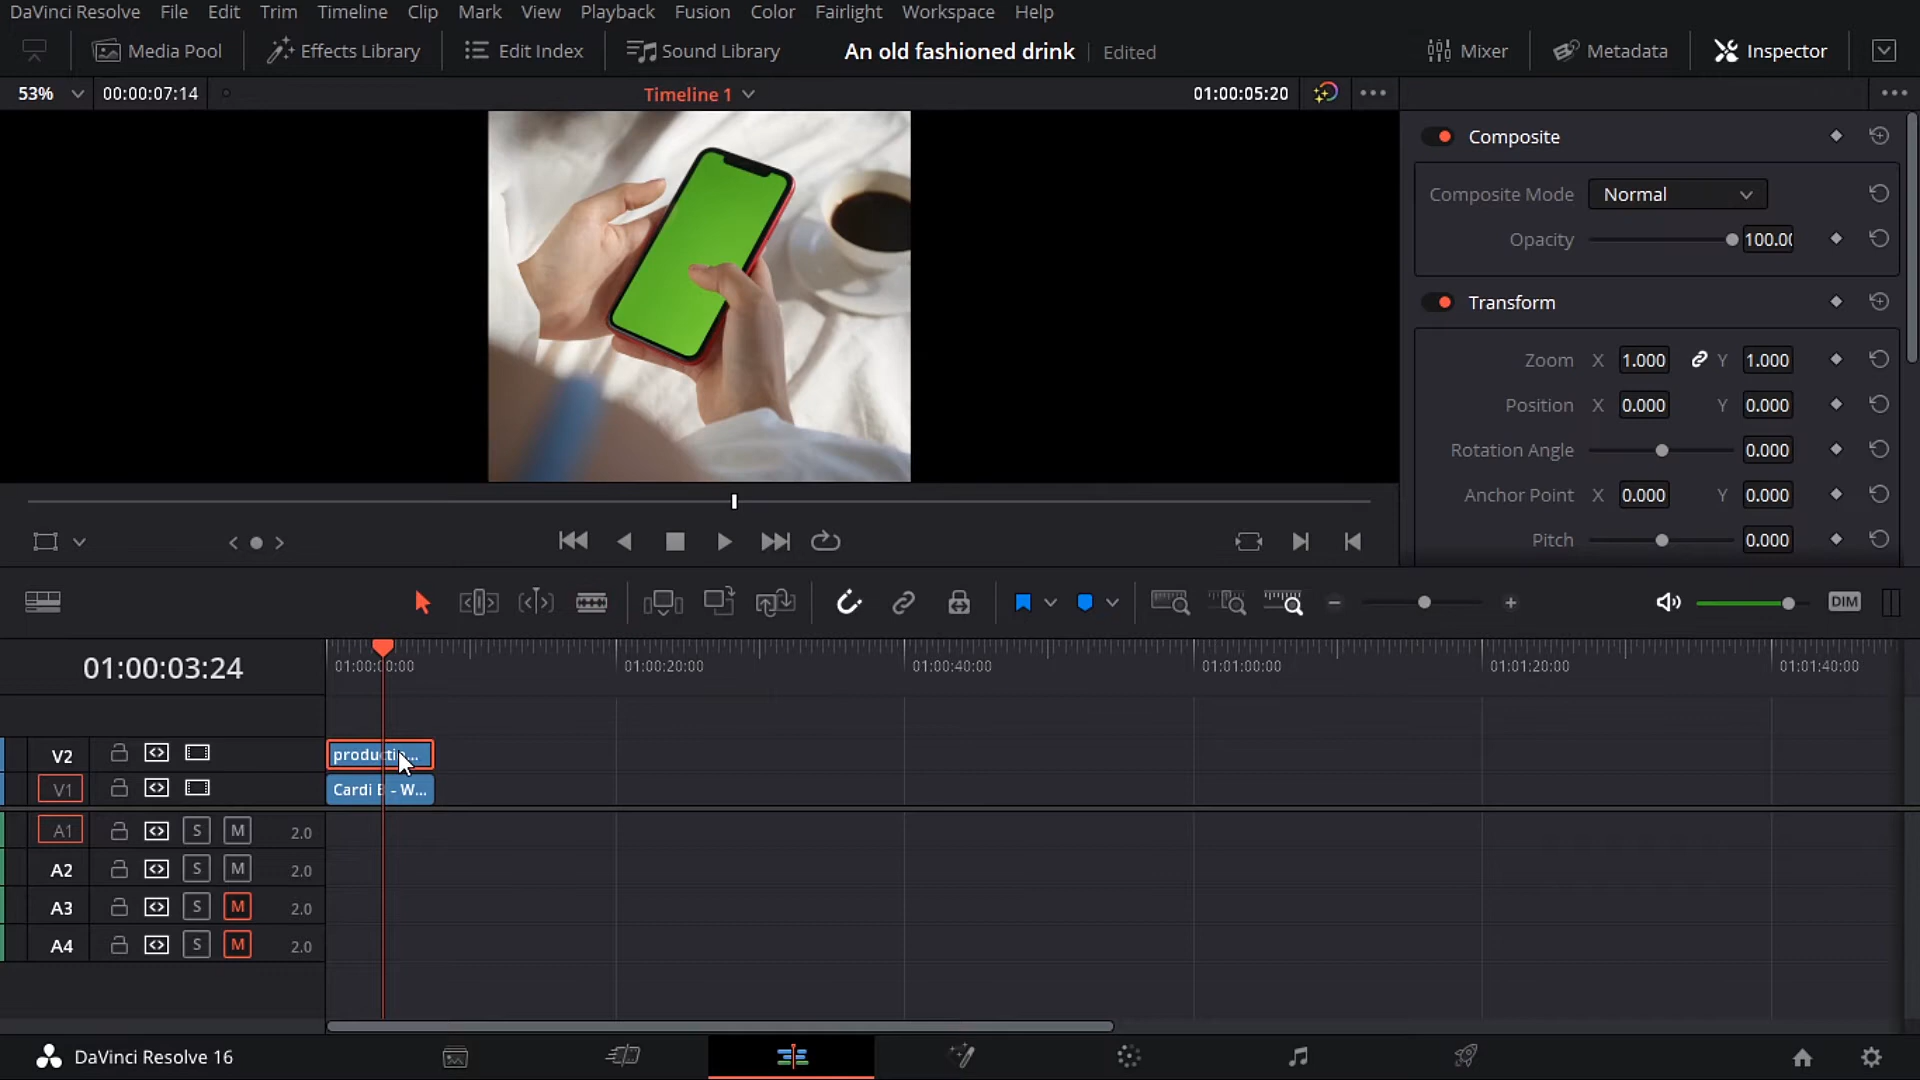 DaVinci Resolve File Edit Trim Timeline Clip Mark View Playback Fusion Color Fairlight Workspace Help
Media Pool Effects Library Edit Index Sound Library An old fashioned drink Edited Mixer Metadata Inspector
53% 00:00:07:14 Timeline 1 01:00:05:20
Composite
Composite Mode Normal
Opacity 100.00
Transform
Zoom X 1.000 Y 1.000
Position X 0.000 Y 0.000
Rotation Angle 0.000
Anchor Point X 0.000 Y 0.000
Pitch 0.000
DIM
01:00:03:24 01:00:00:00 01:00:20:00 01:00:40:00 01:01:00:00 01:01:20:00 01:01:40:00
V2 productio...
V1 Cardi B - W...
A1 S M 2.0
A2 S M 2.0
A3 S M 2.0
A4 S M 2.0
DaVinci Resolve 16